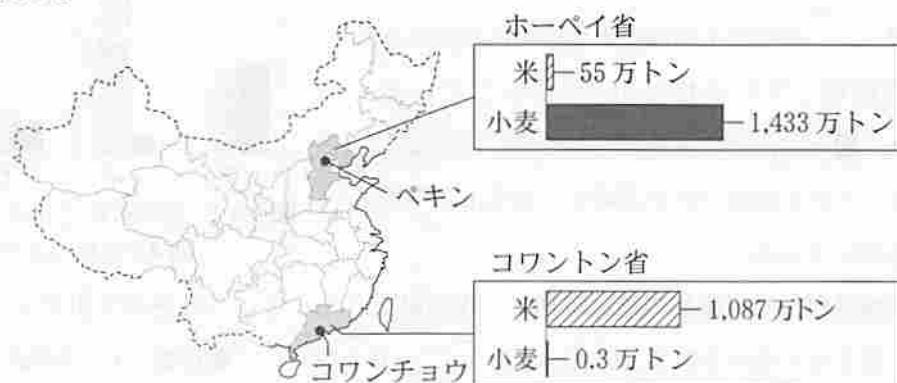 ホーペイ省
米 55万トン
小麦 1,433万トン
ペキン
コワントン省
米 1,087万トン
小麦 0.3万トン
コワンチョウ